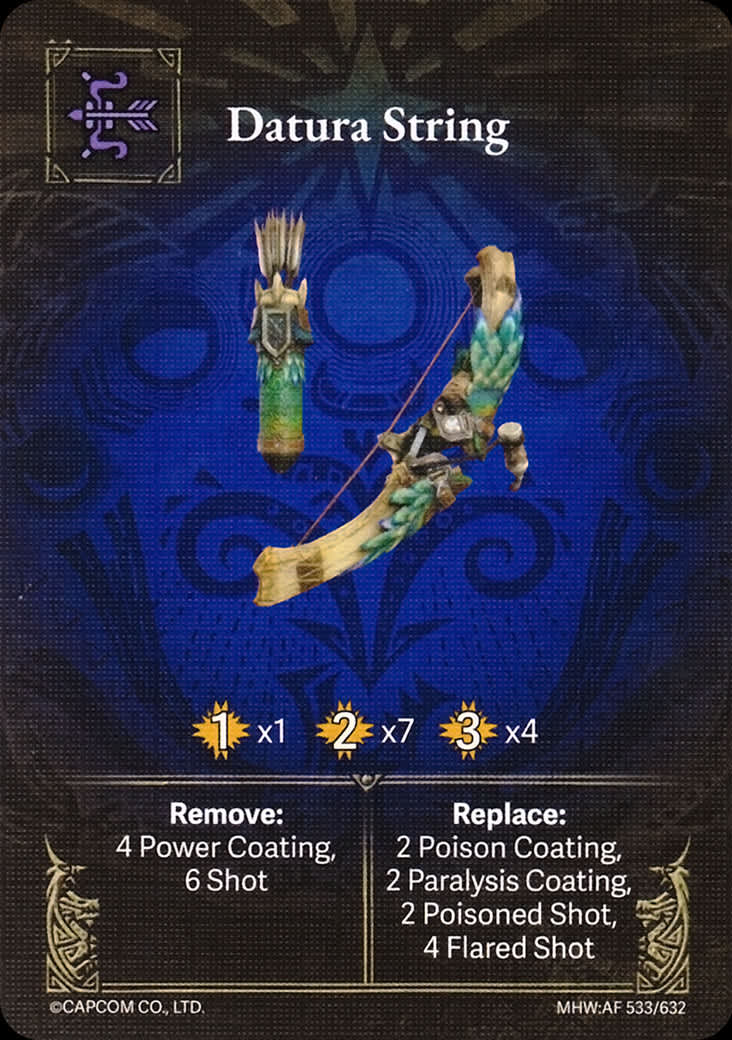 Datura String
1 x1 2 x7 3 x4
Remove:
4 Power Coating,
6 Shot
Replace:
2 Poison Coating,
2 Paralysis Coating,
2 Poisoned Shot,
4 Flared Shot
©CAPCOM CO., LTD.
MHW:AF 533/632